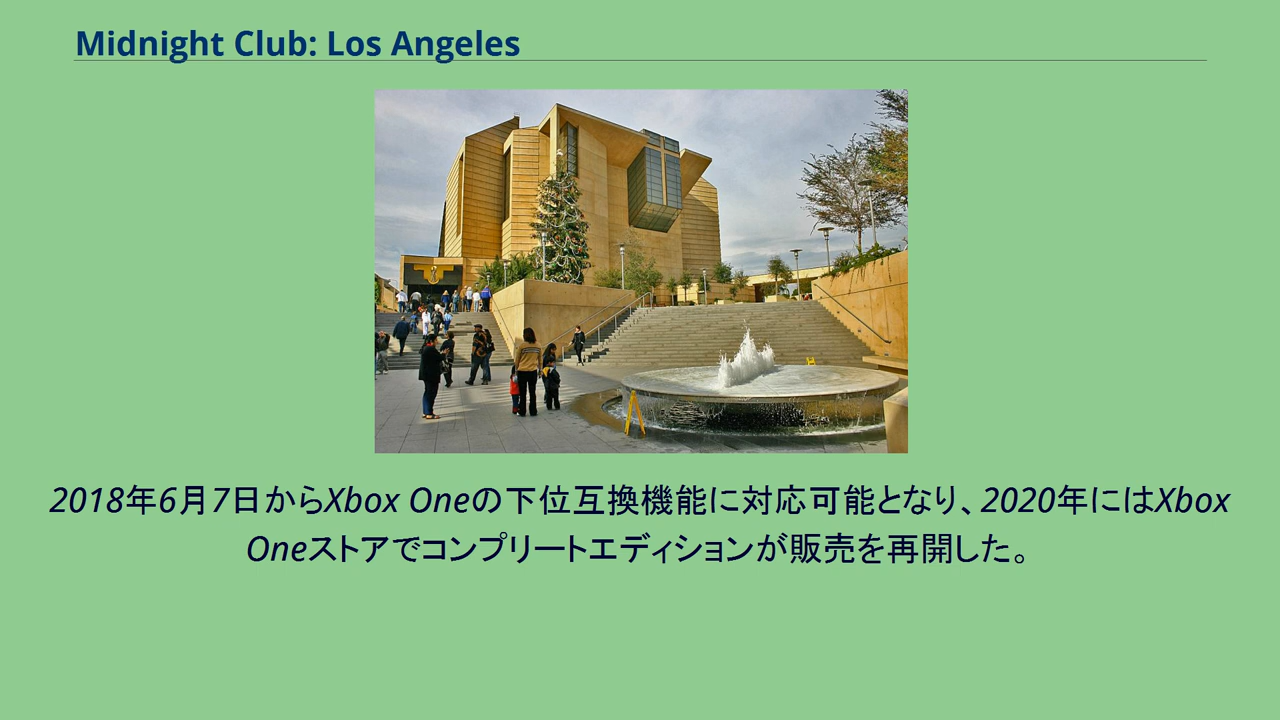 Midnight Club: Los Angeles
2018年6月7日からXbox Oneの下位互換機能に対応可能となり、2020年にはXbox
Oneストアでコンプリートエディションが販売を再開した。